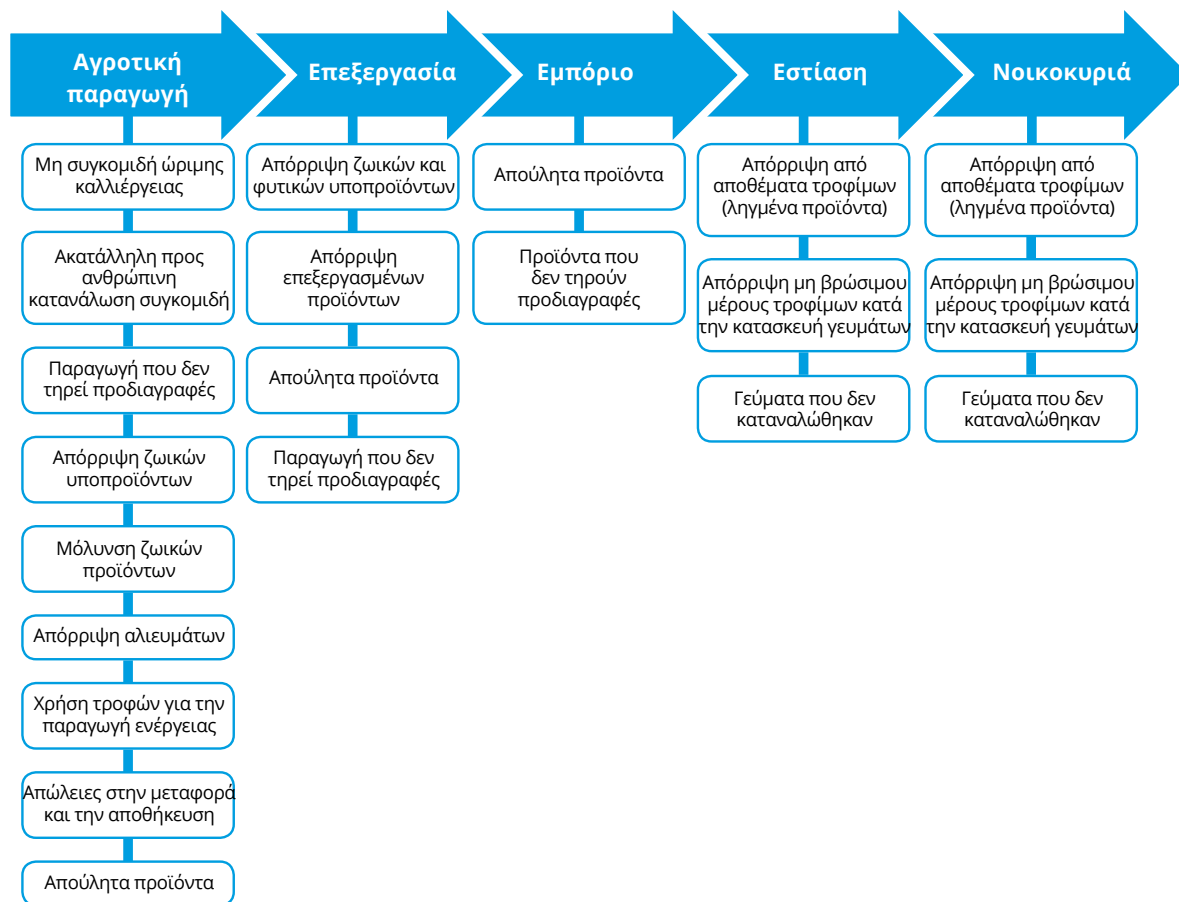 Αγροτική
παραγωγή
Επεξεργασία
Εμπόριο
Εστίαση
Νοικοκυριά
Μη συγκομιδή ώριμης
καλλιέργειας
Ακατάλληλη προς
ανθρώπινη
κατανάλωση συγκομιδή
Παραγωγή που δεν
τηρεί προδιαγραφές
Απόρριψη ζωικών
υποπροϊόντων
Μόλυνση ζωικών
προϊόντων
Απόρριψη αλιευμάτων
Χρήση τροφών για την
παραγωγή ενέργειας
Απώλειες στην μεταφορά
και την αποθήκευση
Απούλητα προϊόντα
Απόρριψη ζωικών και
φυτικών υποπροϊόντων
Απόρριψη
επεξεργασμένων
προϊόντων
Απούλητα προϊόντα
Παραγωγή που δεν
τηρεί προδιαγραφές
Απούλητα προϊόντα
Προϊόντα που
δεν τηρούν
προδιαγραφές
Απόρριψη από
αποθέματα τροφίμων
(ληγμένα προϊόντα)
Απόρριψη μη βρώσιμου
μέρους τροφίμων κατά
την κατασκευή γευμάτων
Γεύματα που δεν
καταναλώθηκαν
Απόρριψη από
αποθέματα τροφίμων
(ληγμένα προϊόντα)
Απόρριψη μη βρώσιμου
μέρους τροφίμων κατά
την κατασκευή γευμάτων
Γεύματα που δεν
καταναλώθηκαν